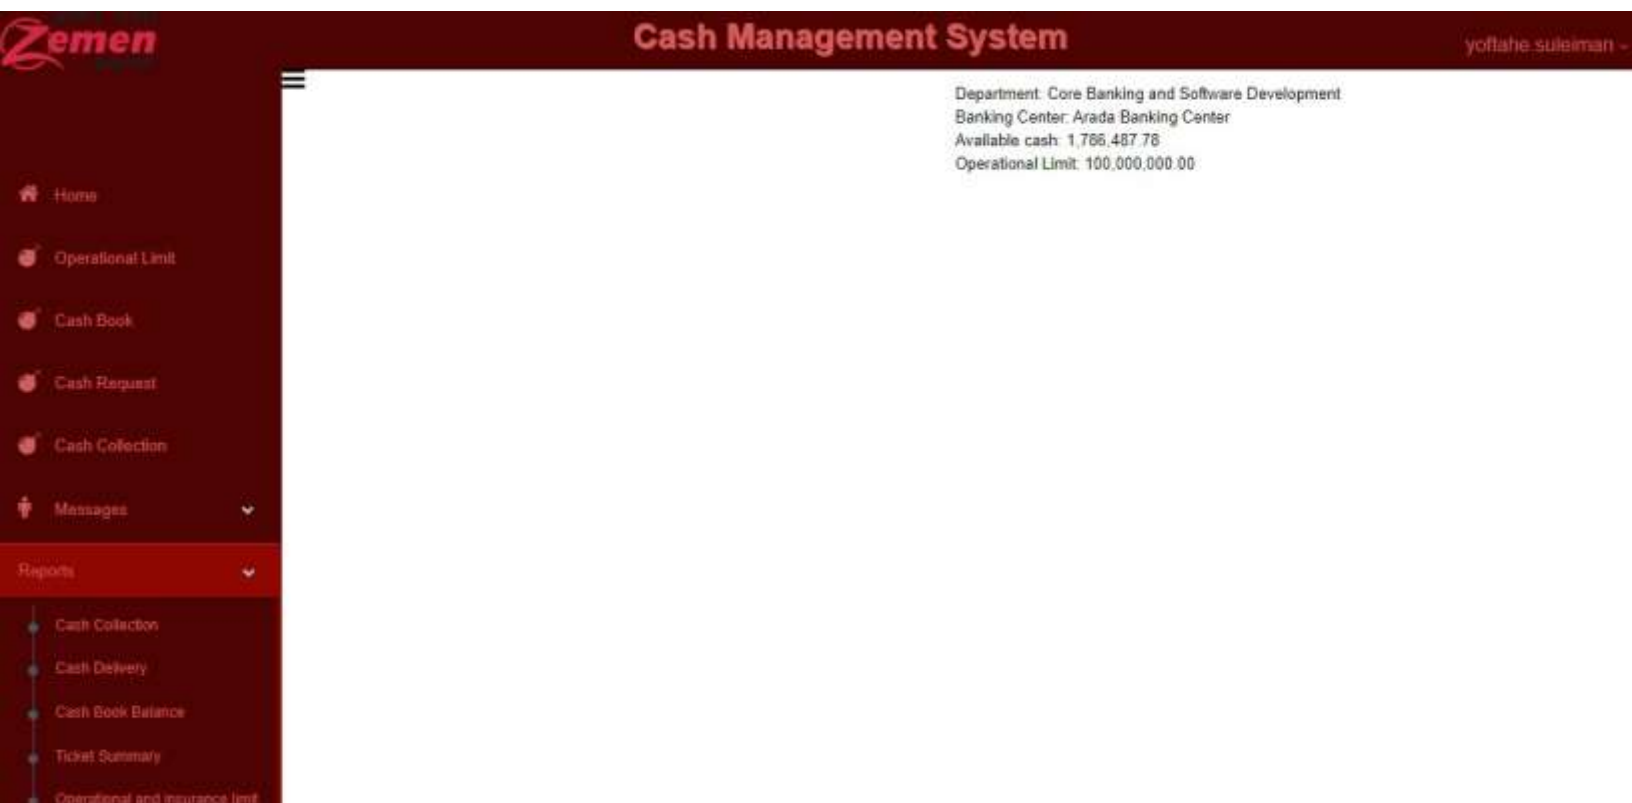 Zemen
Cash Management System
yoftahe.suleiman
Department: Core Banking and Software Development
Banking Center: Arada Banking Center
Available cash: 1,786,487.78
Operational Limit: 100,000,000.00
Home
Operational Limit
Cash Book
Cash Request
Cash Collection
Messages
Reports
Cash Collection
Cash Delivery
Cash Book Balance
Ticket Summary
Operational and insurance limit